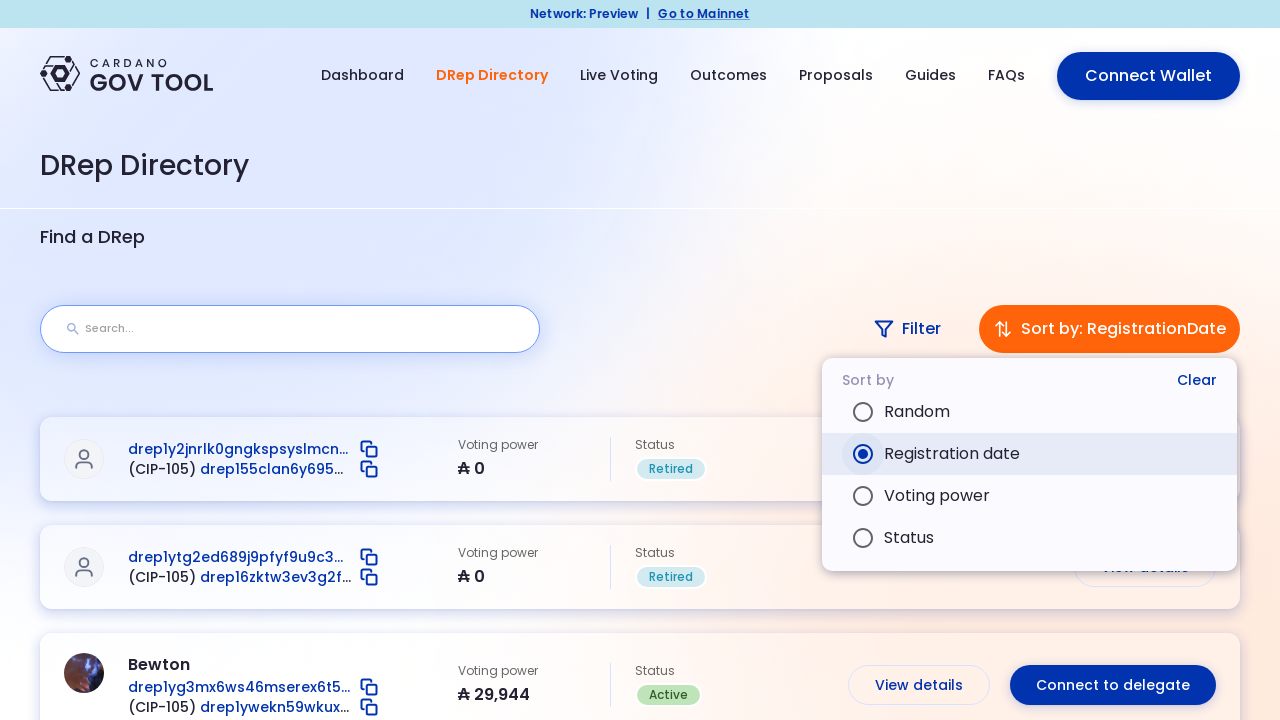 Network: Preview | Go to Mainnet
CARDANO
GOV TOOL
Dashboard DRep Directory Live Voting Outcomes Proposals Guides FAQs Connect Wallet
DRep Directory
Find a DRep
Search... Filter Sort by: RegistrationDate
Sort by Clear
Random
Registration date
Voting power
Status
drep1y2jnrlk0gngkspsyslmcn...
(CIP-105) drep155clan6y695...
Voting power
₳ 0
Status
Retired
drep1ytg2ed689j9pfyf9u9c3...
(CIP-105) drep16zktw3ev3g2f...
Voting power
₳ 0
Status
Retired
Bewton
drep1yg3mx6ws46mserex6t5...
(CIP-105) drep1ywekn59wkux...
Voting power
₳ 29,944
Status
Active
View details Connect to delegate